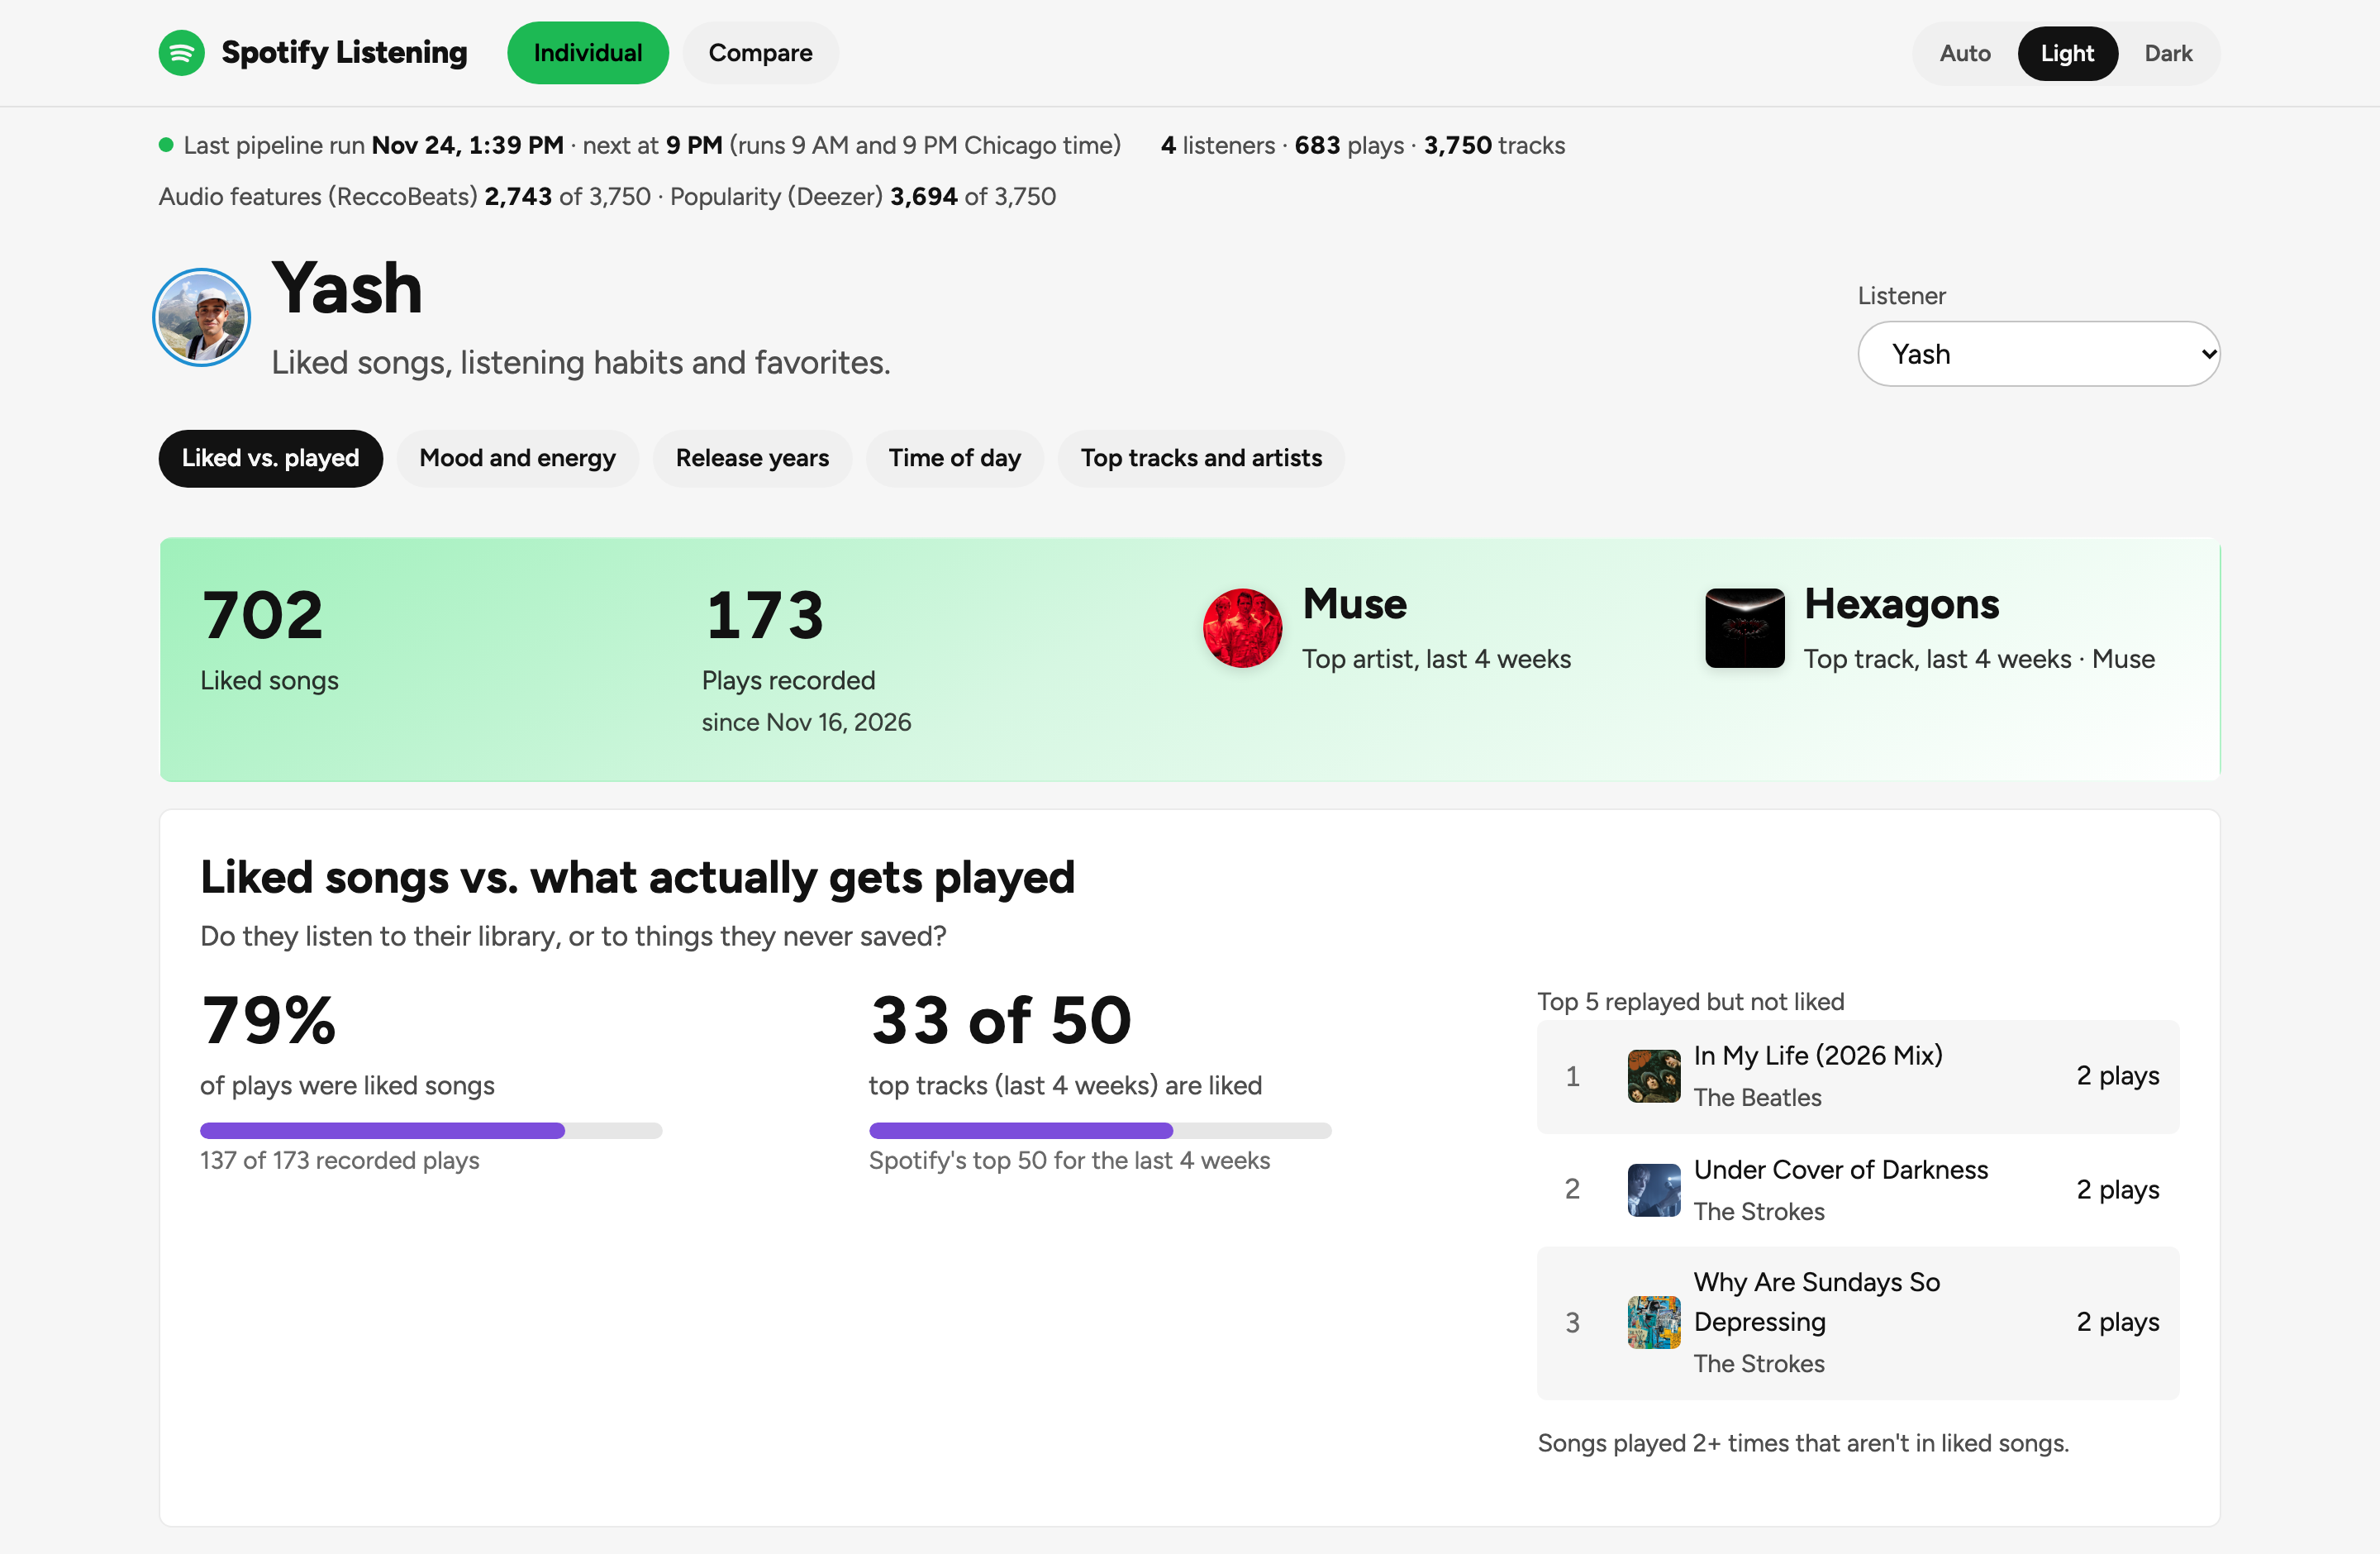 Spotify Listening
Individual
Compare
Auto
Light
Dark
Last pipeline run Nov 24, 1:39 PM · next at 9 PM (runs 9 AM and 9 PM Chicago time)
4 listeners · 683 plays · 3,750 tracks
Audio features (ReccoBeats) 2,743 of 3,750 · Popularity (Deezer) 3,694 of 3,750
Yash
Liked songs, listening habits and favorites.
Listener
Yash
Liked vs. played
Mood and energy
Release years
Time of day
Top tracks and artists
702
Liked songs
173
Plays recorded
since Nov 16, 2026
Muse
Top artist, last 4 weeks
Hexagons
Top track, last 4 weeks · Muse
Liked songs vs. what actually gets played
Do they listen to their library, or to things they never saved?
79%
of plays were liked songs
137 of 173 recorded plays
33 of 50
top tracks (last 4 weeks) are liked
Spotify's top 50 for the last 4 weeks
Top 5 replayed but not liked
1
In My Life (2026 Mix)
The Beatles
2 plays
2
Under Cover of Darkness
The Strokes
2 plays
3
Why Are Sundays So
Depressing
The Strokes
2 plays
Songs played 2+ times that aren't in liked songs.